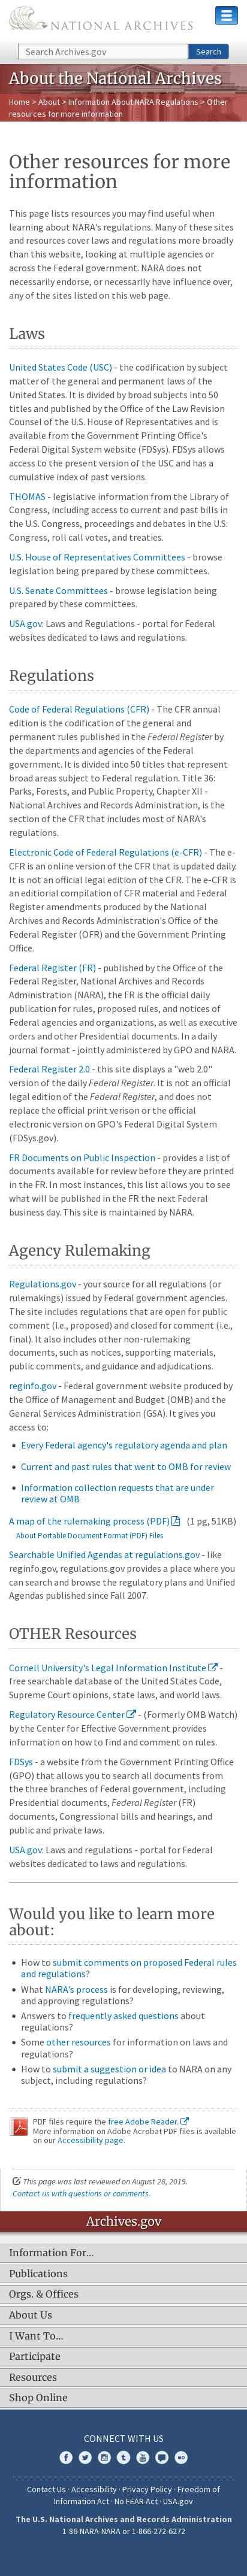 NATIONAL ARCHIVES
Search Archives.gov
Search
About the National Archives
Home > About > Information About NARA Regulations > Other
resources for more information
Other resources for more
information
This page lists resources you may find useful when
learning about NARA's regulations. Many of these sites
and resources cover laws and regulations more broadly
than this website, looking at multiple agencies or
across the Federal government. NARA does not
necessarily endorse, or necessarily have influence over,
any of the sites listed on this web page.
Laws
United States Code (USC) - the codification by subject
matter of the general and permanent laws of the U.S.
The Code is divided by broad subjects into 50
titles and published by the Office of the Law Revision
Counsel of the U.S. House of Representatives and is
available from the Government Printing Office's
Federal Digital System website (FDSys). FDSys allows
access to the present version of the USC and has a
cumulative index of past versions.
THOMAS - legislative information from the Library of
Congress, including access to current and past bills in
the U.S. Congress, proceedings and debates in the U.S.
Congress, roll call votes, and treaties.
U.S. House of Representatives Committees - browse
legislation being prepared by these committees.
U.S. Senate Committees - browse legislation being
prepared by these committees.
USA.gov: Laws and Regulations - portal for Federal
websites dedicated to laws and regulations.
Regulations
Code of Federal Regulations (CFR) - The CFR annual
edition is the codification of the general and
permanent rules published in the Federal Register by
the departments and agencies of the Federal
government. It is divided into 50 titles that represent
broad areas subject to Federal regulation. Title 36:
Parks, Forests, and Public Property, Chapter XII -
National Archives and Records Administration, is the
section of the CFR that includes most of NARA's
regulations.
Electronic Code of Federal Regulations (e-CFR) - The e-
CFR is an online version of the CFR that is updated daily.
It is not an official legal edition of the CFR. The e-CFR is
an editorial compilation of CFR material and Federal
Register amendments produced by the National
Archives and Records Administration's Office of the
Federal Register (OFR) and the Government Printing
Office.
Federal Register (FR) - published by the Office of the
Federal Register, National Archives and Records
Administration (NARA), the FR is the official daily
publication for rules, proposed rules, and notices of
Federal agencies and organizations, as well as executive
orders and other Presidential documents. In a daily
journal format - jointly administered by GPO and NARA.
Federal Register 2.0 - this site displays a "web 2.0"
version of the daily Federal Register. It is not an official
legal edition of the Federal Register, and does not
replace the official print version or the official
electronic version on GPO's Federal Digital System
(FDSys.gov).
FR Documents on Public Inspection - provides a list of
documents available for review before they are printed
in the FR. In most instances, what you will be able to
see is what will be published in the FR the next Federal
business day. This site is maintained by NARA.
Agency Rulemaking
Regulations.gov - your source for all regulations (or
rulemakings) issued by Federal government agencies.
The site includes regulations that are open for public
comment (i.e., proposed) and closed for comment (i.e.,
final). It also includes other non-rulemaking
documents, such as notices, supporting materials,
public comments, and guidance and adjudications.
reginfo.gov - Federal government website produced by
the Office of Management and Budget (OMB) and the
General Services Administration (GSA). It gives you
access to:
Every Federal agency's regulatory agenda and plan
Current and past rules that went to OMB for review
Information collection requests that are under
review at OMB
A map of the rulemaking process (PDF) (1 pg, 51KB)
About Portable Document Format (PDF) Files
Searchable Unified Agendas at regulations.gov - like
reginfo.gov, regulations.gov also provides a way you
can search and browse the Unified Agendas and
Regulatory Plans published since Fall 2007.
OTHER Resources
Cornell University's Legal Information Institute -
free searchable database of the United States Code,
Supreme Court opinions, state laws, and world laws.
Regulatory Resource Center - (Formerly OMB Watch)
by the Center for Effective Government provides
information on how to find and comment on rules.
FDSys - a website from the Government Printing Office
(GPO) that allows you to search documents from the
three branches of Federal government, including
Presidential documents, Federal Register (FR)
documents, Congressional bills and hearings, and
public and private laws.
USA.gov: Laws and regulations - portal for Federal
websites dedicated to laws and regulations.
Would you like to learn more
about:
How to submit comments on proposed Federal rules
and regulations?
What NARA's process is for developing, reviewing,
and approving regulations?
Answers to frequently asked questions about
regulations?
Some other resources for information on laws and
regulations?
How to submit a suggestion or idea to NARA on any
subject, including regulations?
PDF files require the free Adobe Reader.
More information on Adobe Acrobat PDF files is available
on our Accessibility page.
This page was last reviewed on August 28, 2019.
Contact us with questions or comments.
Archives.gov
Information For…
Publications
Orgs. & Offices
About Us
I Want To…
Participate
Resources
Shop Online
CONNECT WITH US
Contact Us · Accessibility · Privacy Policy · Freedom of
Information Act · No FEAR Act · USA.gov
The U.S. National Archives and Records Administration
1-86-NARA-NARA or 1-866-272-6272